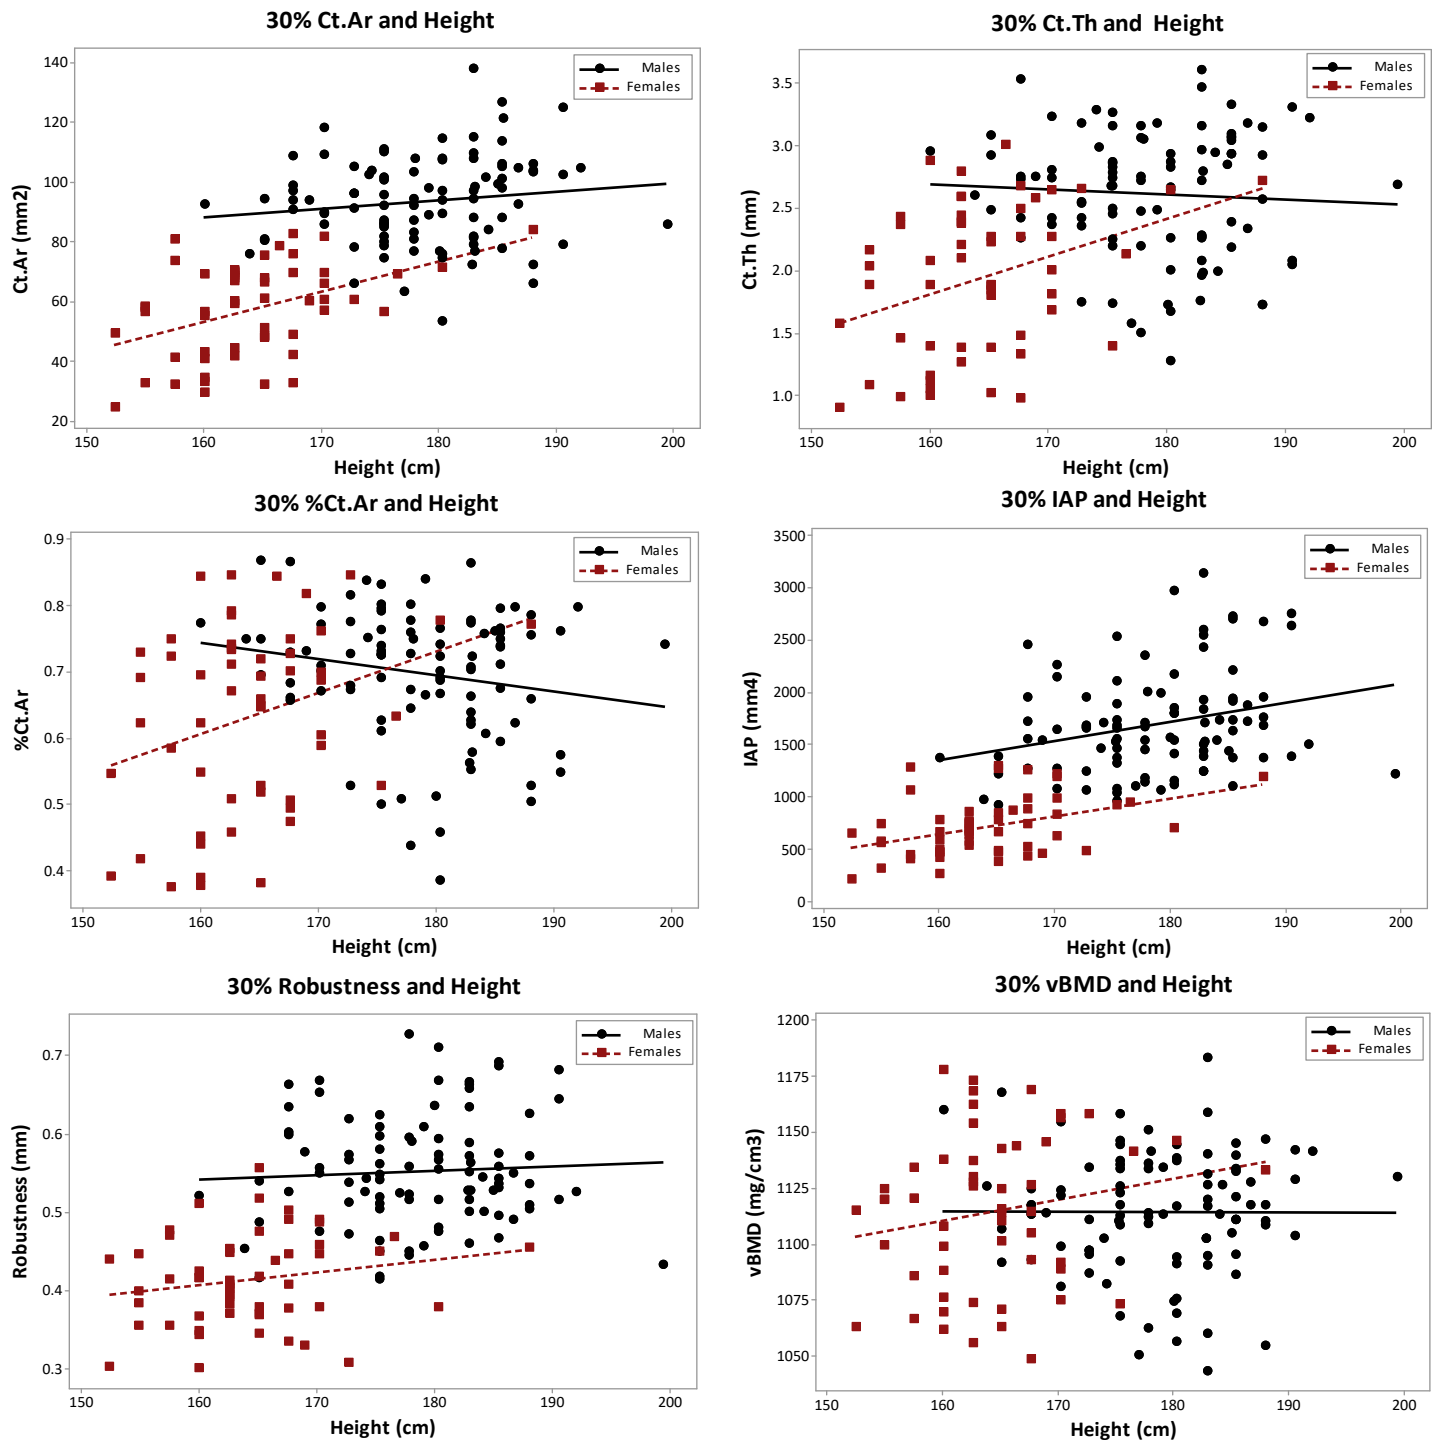 30% Ct.Ar and Height
Ct.Ar (mm2)
140
120
100
80
60
40
20
Males
Females
150 160 170 180 190 200
Height (cm)
30% Ct.Th and Height
Ct.Th (mm)
3.5
3.0
2.5
2.0
1.5
1.0
Males
Females
150 160 170 180 190 200
Height (cm)
30% %Ct.Ar and Height
%Ct.Ar
0.9
0.8
0.7
0.6
0.5
0.4
Males
Females
150 160 170 180 190 200
Height (cm)
30% IAP and Height
IAP (mm4)
3500
3000
2500
2000
1500
1000
500
0
Males
Females
150 160 170 180 190 200
Height (cm)
30% Robustness and Height
Robustness (mm)
0.7
0.6
0.5
0.4
0.3
Males
Females
150 160 170 180 190 200
Height (cm)
30% vBMD and Height
vBMD (mg/cm3)
1200
1175
1150
1125
1100
1075
1050
Males
Females
150 160 170 180 190 200
Height (cm)